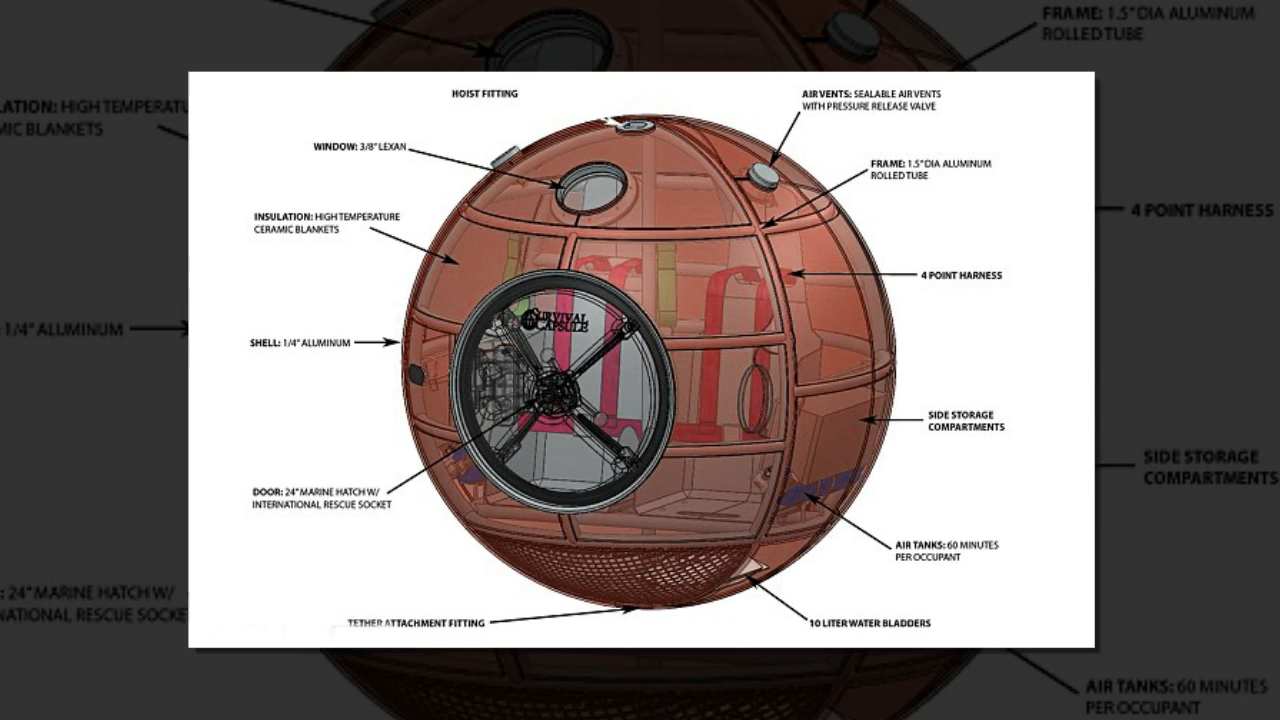 HOIST FITTING
AIR VENTS: SEALABLE AIR VENTS
WITH PRESSURE RELEASE VALVE
WINDOW: 3/8" LEXAN
FRAME: 1.5" DIA ALUMINUM
ROLLED TUBE
INSULATION: HIGH TEMPERATURE
CERAMIC BLANKETS
4 POINT HARNESS
SURVIVAL
CAPSULE
SHELL: 1/4" ALUMINUM
SIDE STORAGE
COMPARTMENTS
DOOR: 24" MARINE HATCH W/
INTERNATIONAL RESCUE SOCKET
AIR TANKS: 60 MINUTES
PER OCCUPANT
TETHER ATTACHMENT FITTING
10 LITER WATER BLADDERS
FRAME: 1.5" DIA ALUMINUM
ROLLED TUBE
LATION: HIGH TEMPERATU
MIC BLANKETS
4 POINT HARNESS
: 1/4" ALUMINUM
SIDE STORAGE
COMPARTMENTS
: 24" MARINE HATCH W/
NATIONAL RESCUE SOCKE
AIR TANKS: 60 MINUTES
PER OCCUPANT